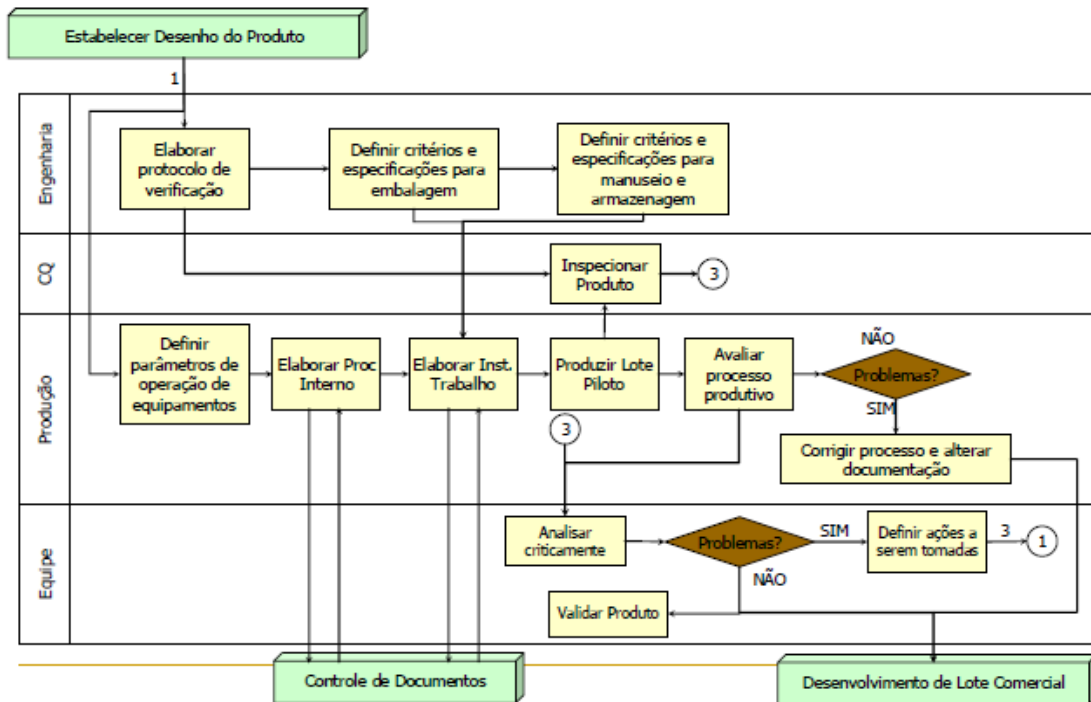 Estabelecer Desenho do Produto
1
Engenharia
Elaborar
protocolo de
verificação
Definir critérios e
especificações para
embalagem
Definir critérios e
especificações para
manuseio e
armazenagem
CQ
Inspecionar
Produto
3
Produção
Definir
parâmetros de
operação de
equipamentos
Elaborar Proc
Interno
Elaborar Inst.
Trabalho
Produzir Lote
Piloto
Avaliar
processo
produtivo
NÃO
Problemas?
SIM
3
Corrigir processo e alterar
documentação
Equipe
Analisar
criticamente
Problemas?
SIM
Definir ações a
serem tomadas
3
1
NÃO
Validar Produto
Controle de Documentos
Desenvolvimento de Lote Comercial